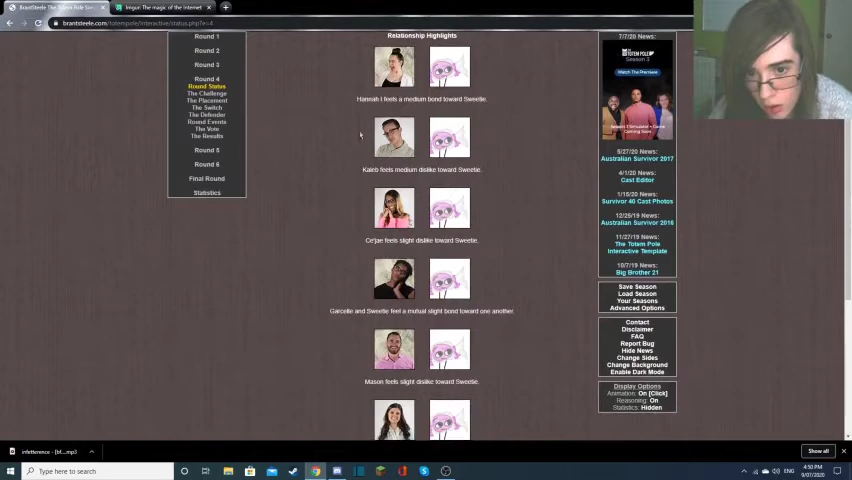 BrantSteele The Totem Pole Sim
Imgur: The magic of the Internet
brantsteele.com/totempole/interactive/status.php?e=4
Round 1
Round 2
Round 3
Round 4
Round Status
The Challenge
The Placement
The Switch
The Defender
Round Events
The Vote
The Results
Round 5
Round 6
Final Round
Statistics
Relationship Highlights
Hannah I feels a medium bond toward Sweetie.
Kaleb feels medium dislike toward Sweetie.
Ce'Jae feels slight dislike toward Sweetie.
Garcelle and Sweetie feel a mutual slight bond toward one another.
Mason feels slight dislike toward Sweetie.
7/7/20 News:
THE TOTEM POLE
Season 3
Watch The Premiere
Coming Soon
5/27/20 News:
Australian Survivor 2017
4/1/20 News:
Cast Editor
1/15/20 News:
Survivor 40 Cast Photos
12/25/19 News:
Australian Survivor 2016
11/27/19 News:
The Totem Pole
Interactive Template
10/7/19 News:
Big Brother 21
Save Season
Load Season
Your Seasons
Advanced Options
Contact
Disclaimer
FAQ
Report Bug
Hide News
Change Sides
Change Background
Enable Dark Mode
Display Options
Animation: On [Click]
Reasoning: On
Statistics: Hidden
Show all
Type here to search
ENG
4:50 PM
9/07/2020